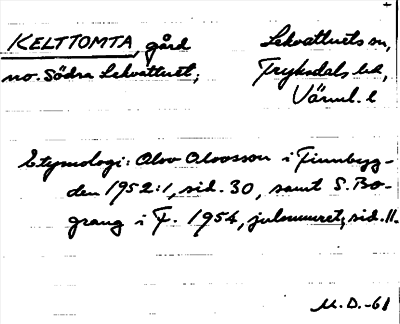 KELTTOMTA, gård
no. Södra Lekvattnet;
Lekvattnets sn,
Fryksdals hd,
Värml. l
Etymologi: Olov Olovsson i Finnbyg-
den 1952:1, sid. 30, samt S. Bo-
grang i F. 1954, julnumret, sid. 11.
M.D.-61